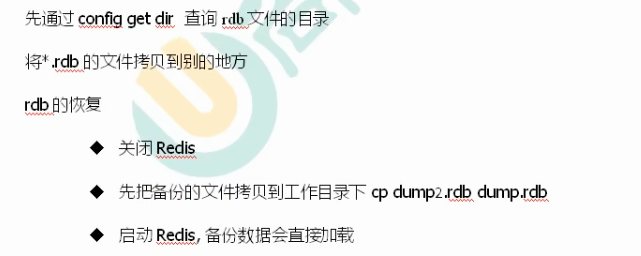 先通过 config get dir 查询 rdb 文件的目录
将*.rdb 的文件拷贝到别的地方
rdb 的恢复
◆ 关闭 Redis
◆ 先把备份的文件拷贝到工作目录下 cp dump2.rdb dump.rdb
◆ 启动 Redis, 备份数据会直接加载